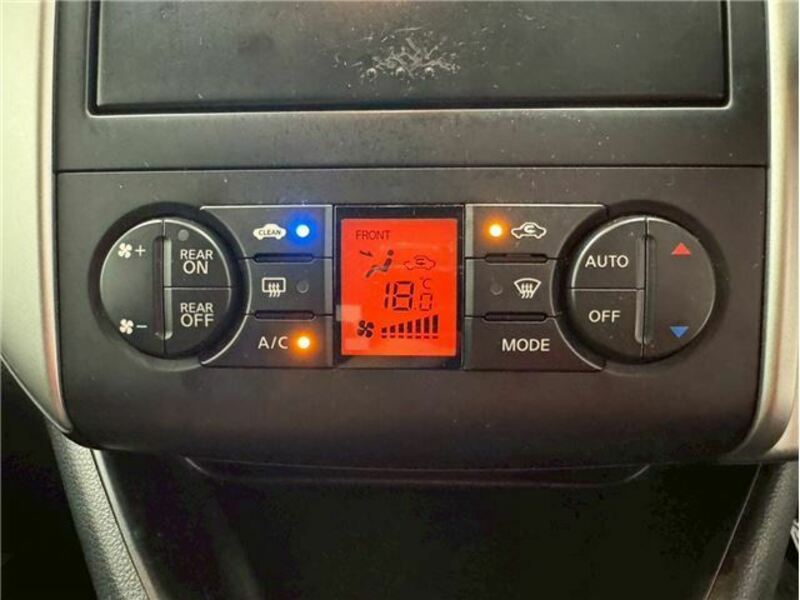 +
-
REAR
ON
REAR
OFF
CLEAN
A/C
FRONT
18.0°C
MODE
AUTO
OFF